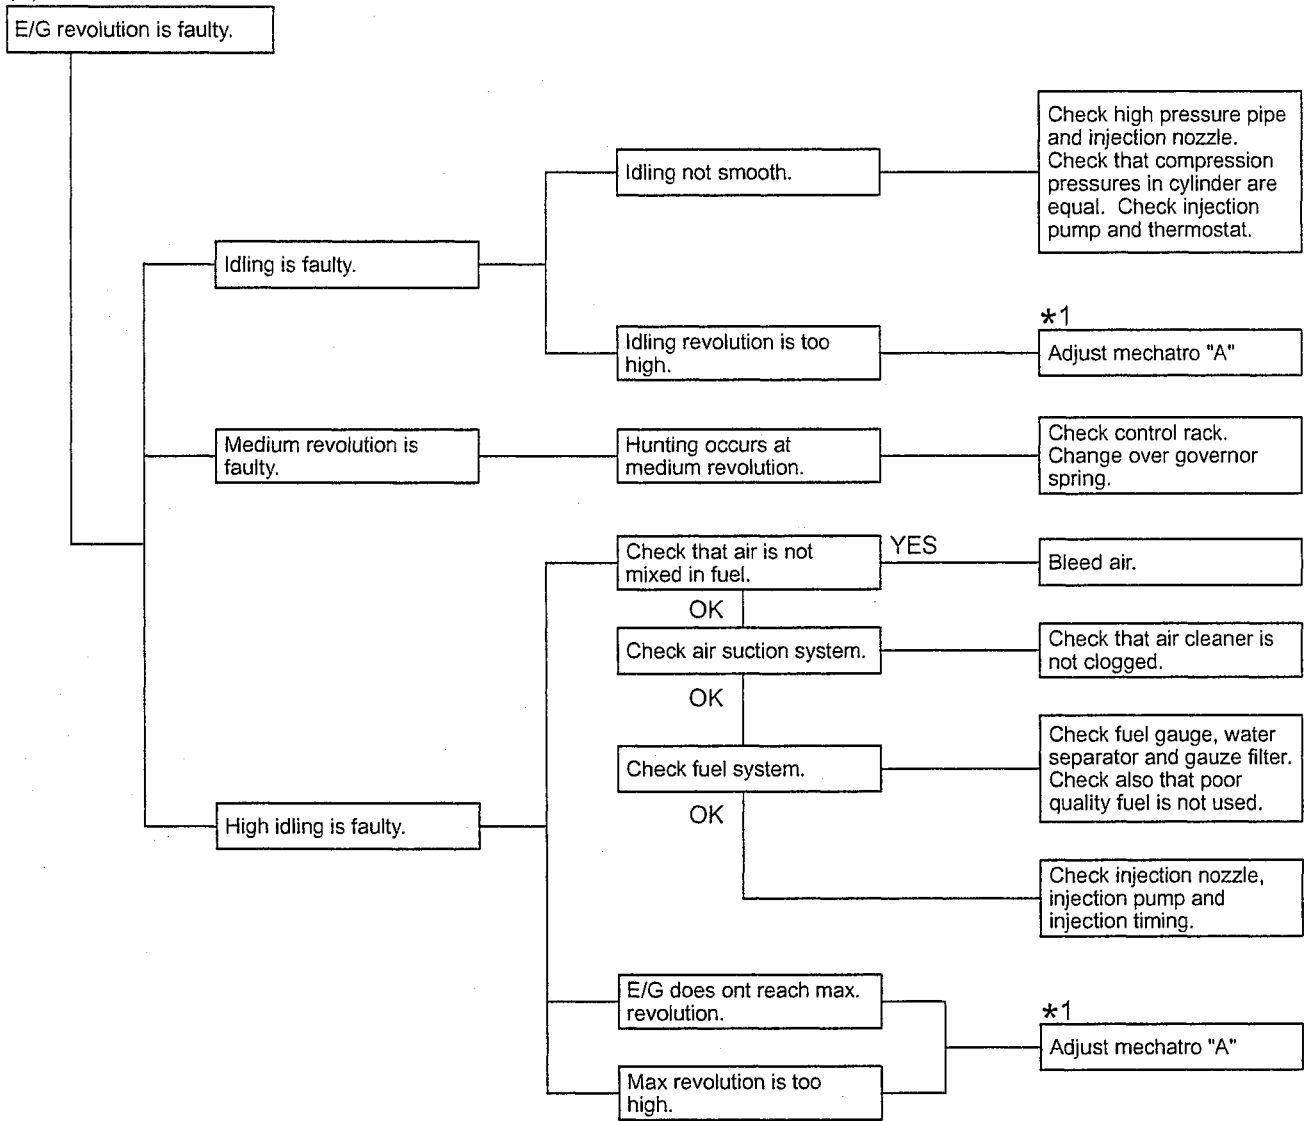 E/G revolution is faulty.
Idling is faulty.
Idling not smooth.
Check high pressure pipe
and injection nozzle.
Check that compression
pressures in cylinder are
equal. Check injection
pump and thermostat.
Idling revolution is too
high.
*1
Adjust mechatro "A"
Medium revolution is
faulty.
Hunting occurs at
medium revolution.
Check control rack.
Change over governor
spring.
High idling is faulty.
Check that air is not
mixed in fuel.
YES
Bleed air.
OK
Check air suction system.
Check that air cleaner is
not clogged.
OK
Check fuel system.
Check fuel gauge, water
separator and gauze filter.
Check also that poor
quality fuel is not used.
OK
Check injection nozzle,
injection pump and
injection timing.
E/G does ont reach max.
revolution.
Max revolution is too
high.
*1
Adjust mechatro "A"